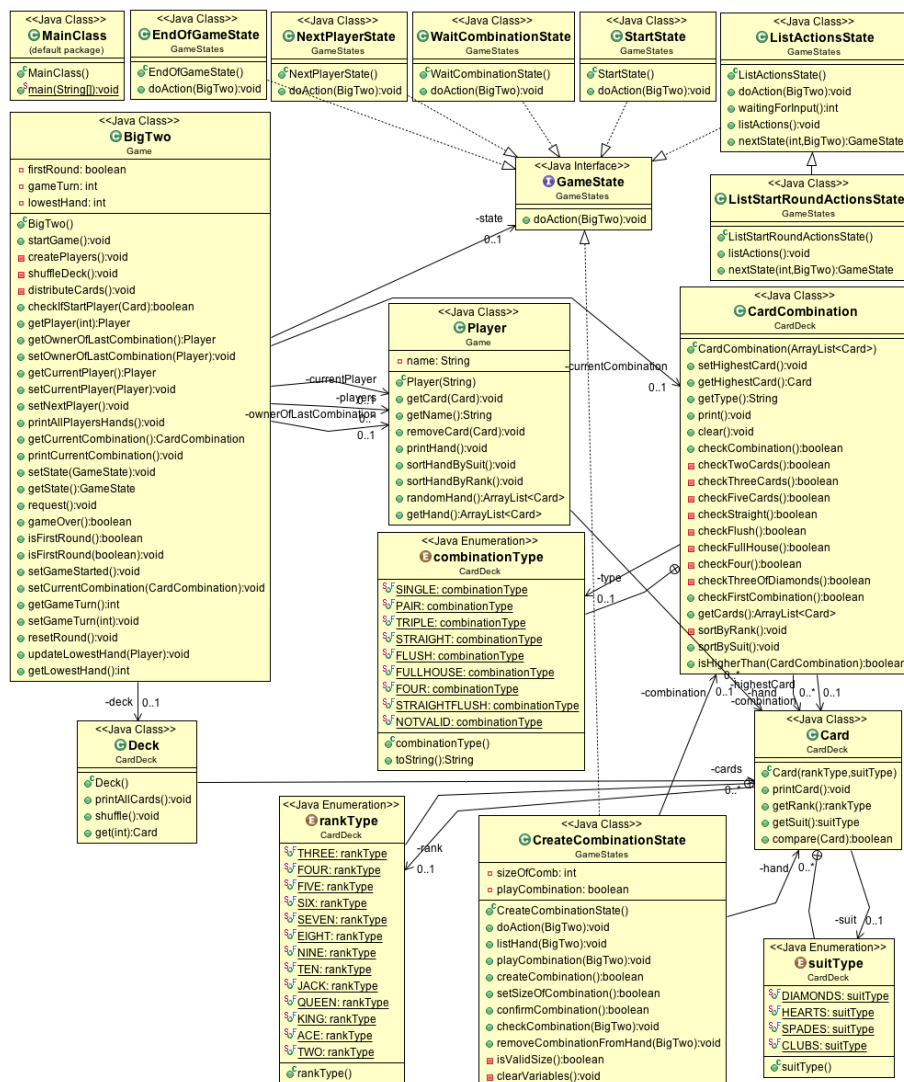 <<Java Class>>
MainClass
(default package)
MainClass()
main(String[]):void
<<Java Class>>
EndOfGameState
GameStates
EndOfGameState()
doAction(BigTwo):void
<<Java Class>>
NextPlayerState
GameStates
NextPlayerState()
doAction(BigTwo):void
<<Java Class>>
WaitCombinationState
GameStates
WaitCombinationState()
doAction(BigTwo):void
<<Java Class>>
StartState
GameStates
StartState()
doAction(BigTwo):void
<<Java Class>>
ListActionsState
GameStates
ListActionsState()
doAction(BigTwo):void
waitingForInput():int
listActions():void
nextState(int,BigTwo):GameState
<<Java Class>>
BigTwo
Game
firstRound: boolean
gameTurn: int
lowestHand: int
BigTwo()
startGame():void
createPlayers():void
shuffleDeck():void
distributeCards():void
checkIfStartPlayer(Card):boolean
getPlayer(int):Player
getOwnerOfLastCombination():Player
setOwnerOfLastCombination(Player):void
getCurrentPlayer():Player
setCurrentPlayer(Player):void
setNextPlayer():void
printAllPlayersHands():void
getCurrentCombination():CardCombination
printCurrentCombination():void
setState(GameState):void
getState():GameState
request():void
gameOver():boolean
isFirstRound():boolean
isFirstRound(boolean):void
setGameStarted():void
setCurrentCombination(CardCombination):void
getGameTurn():int
setGameTurn(int):void
resetRound():void
updateLowestHand(Player):void
getLowestHand():int
<<Java Interface>>
GameState
GameStates
doAction(BigTwo):void
-state
0..1
<<Java Class>>
ListStartRoundActionsState
GameStates
ListStartRoundActionsState()
listActions():void
nextState(int,BigTwo):GameState
<<Java Class>>
Player
Game
name: String
Player(String)
getCard(Card):void
getName():String
removeCard(Card):void
printHand():void
sortHandBySuit():void
sortHandByRank():void
randomHand():ArrayList<Card>
getHand():ArrayList<Card>
-currentPlayer
0..1
-players
0..*
-ownerOfLastCombination
0..1
-currentCombination
0..1
<<Java Class>>
CardCombination
CardDeck
CardCombination(ArrayList<Card>)
setHighestCard():void
getHighestCard():Card
getType():String
print():void
clear():void
checkCombination():boolean
checkTwoCards():boolean
checkThreeCards():boolean
checkFiveCards():boolean
checkStraight():boolean
checkFlush():boolean
checkFullHouse():boolean
checkFour():boolean
checkThreeOfDiamonds():boolean
checkFirstCombination():boolean
getCards():ArrayList<Card>
sortByRank():void
sortBySuit():void
isHigherThan(CardCombination):boolean
<<Java Enumeration>>
combinationType
CardDeck
SINGLE: combinationType
PAIR: combinationType
TRIPLE: combinationType
STRAIGHT: combinationType
FLUSH: combinationType
FULLHOUSE: combinationType
FOUR: combinationType
STRAIGHTFLUSH: combinationType
NOTVALID: combinationType
combinationType()
toString():String
-type
0..1
-combination
0..*
-highestCard
-hand
-combination
0..*
0..1
-deck
0..1
<<Java Class>>
Deck
CardDeck
Deck()
printAllCards():void
shuffle():void
get(int):Card
<<Java Class>>
Card
CardDeck
Card(rankType,suitType)
printCard():void
getRank():rankType
getSuit():suitType
compare(Card):boolean
-cards
0..*
<<Java Enumeration>>
rankType
CardDeck
THREE: rankType
FOUR: rankType
FIVE: rankType
SIX: rankType
SEVEN: rankType
EIGHT: rankType
NINE: rankType
TEN: rankType
JACK: rankType
QUEEN: rankType
KING: rankType
ACE: rankType
TWO: rankType
rankType()
-rank
0..1
<<Java Class>>
CreateCombinationState
GameStates
sizeOfComb: int
playCombination: boolean
CreateCombinationState()
doAction(BigTwo):void
listHand(BigTwo):void
playCombination(BigTwo):void
createCombination():boolean
setSizeOfCombination():boolean
confirmCombination():boolean
checkCombination(BigTwo):void
removeCombinationFromHand(BigTwo):void
isValidSize():boolean
clearVariables():void
-hand
0..*
-suit
0..1
<<Java Enumeration>>
suitType
CardDeck
DIAMONDS: suitType
HEARTS: suitType
SPADES: suitType
CLUBS: suitType
suitType()